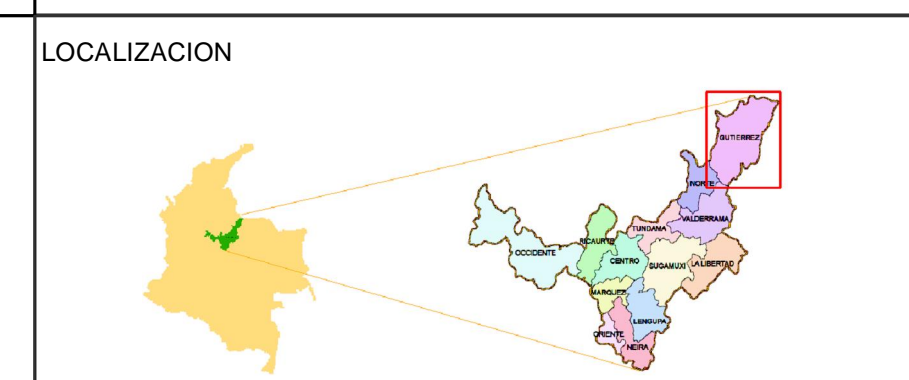 LOCALIZACION
GUTIERREZ
NORTE
VALDERRAMA
TUNDAMA
RICAURTE
OCCIDENTE
CENTRO
SUGAMUXI
LA LIBERTAD
MARQUEZ
LENGUPA
ORIENTE
NEIRA